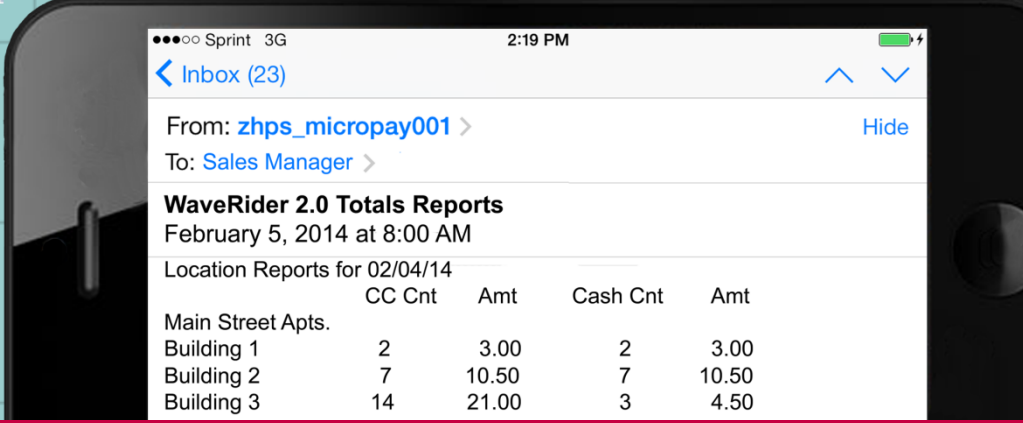 Sprint 3G 2:19 PM
Inbox (23)
From: zhps_micropay001 Hide
To: Sales Manager
WaveRider 2.0 Totals Reports
February 5, 2014 at 8:00 AM
Location Reports for 02/04/14
CC Cnt Amt Cash Cnt Amt
Main Street Apts.
Building 1 2 3.00 2 3.00
Building 2 7 10.50 7 10.50
Building 3 14 21.00 3 4.50